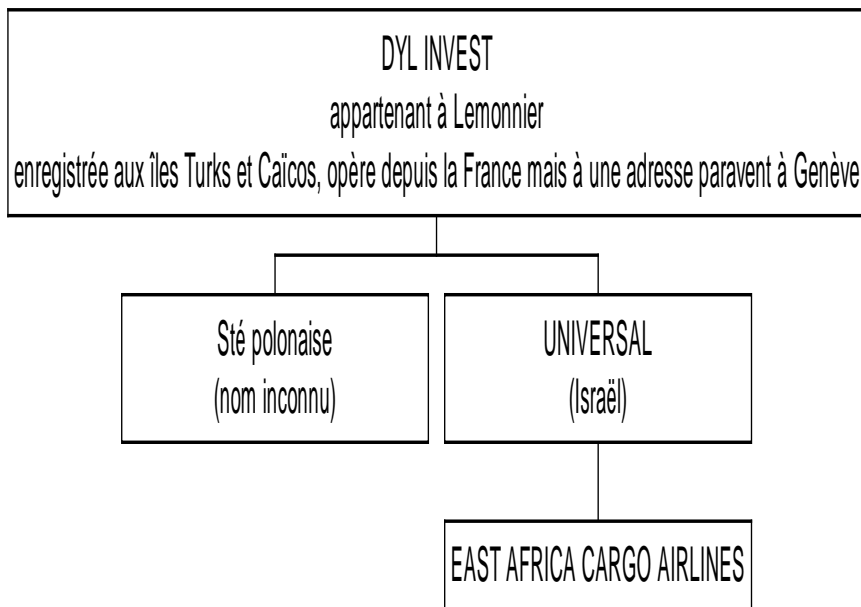 DYL INVEST
appartenant à Lemonnier
enregistrée aux îles Turks et Caïcos, opère depuis la France mais à une adresse paravent à Genève
Sté polonaise
(nom inconnu)
UNIVERSAL
(Israël)
EAST AFRICA CARGO AIRLINES